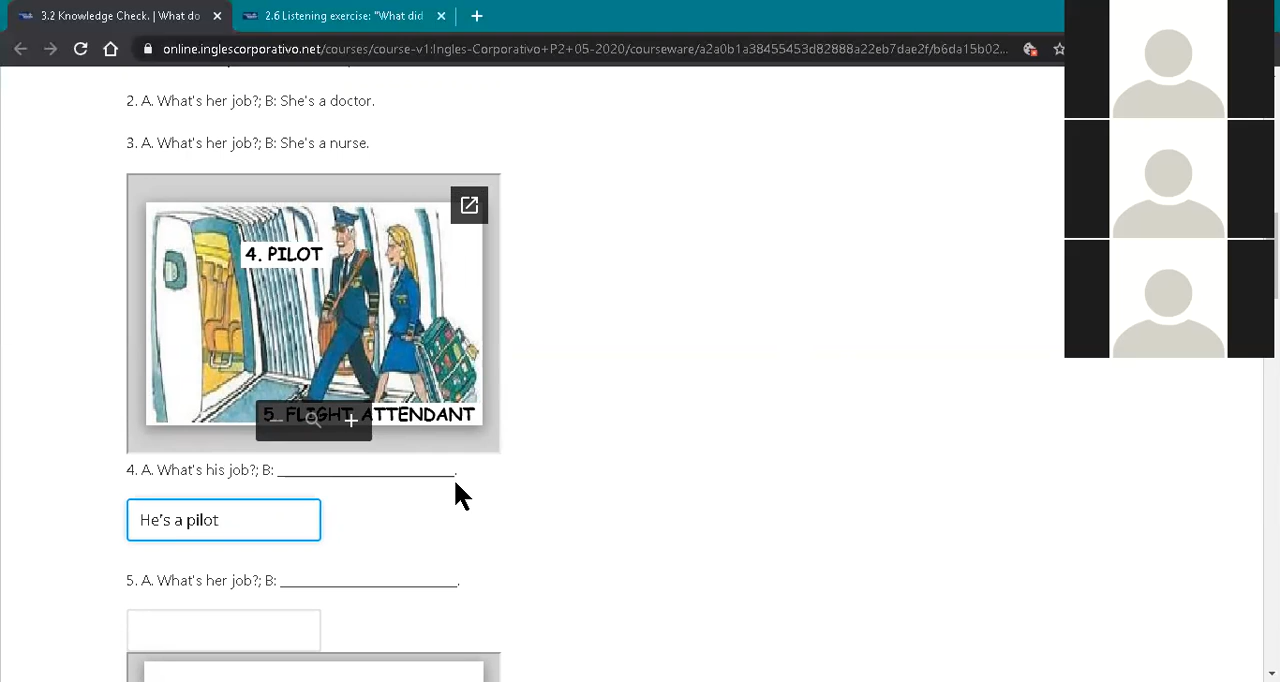 3.2 Knowledge Check. | What do
2.6 Listening exercise: "What did
online.inglescorporativo.net/courses/course-v1:Ingles-Corporativo+P2+05-2020/courseware/a2a0b1a38455453d82888a22eb7dae2f/b6da15b02...
2. A. What's her job?; B: She's a doctor.
3. A. What's her job?; B: She's a nurse.
4. PILOT
5. FLIGHT ATTENDANT
4. A. What's his job?; B: ______________________.
He's a pilot
5. A. What's her job?; B: ______________________.